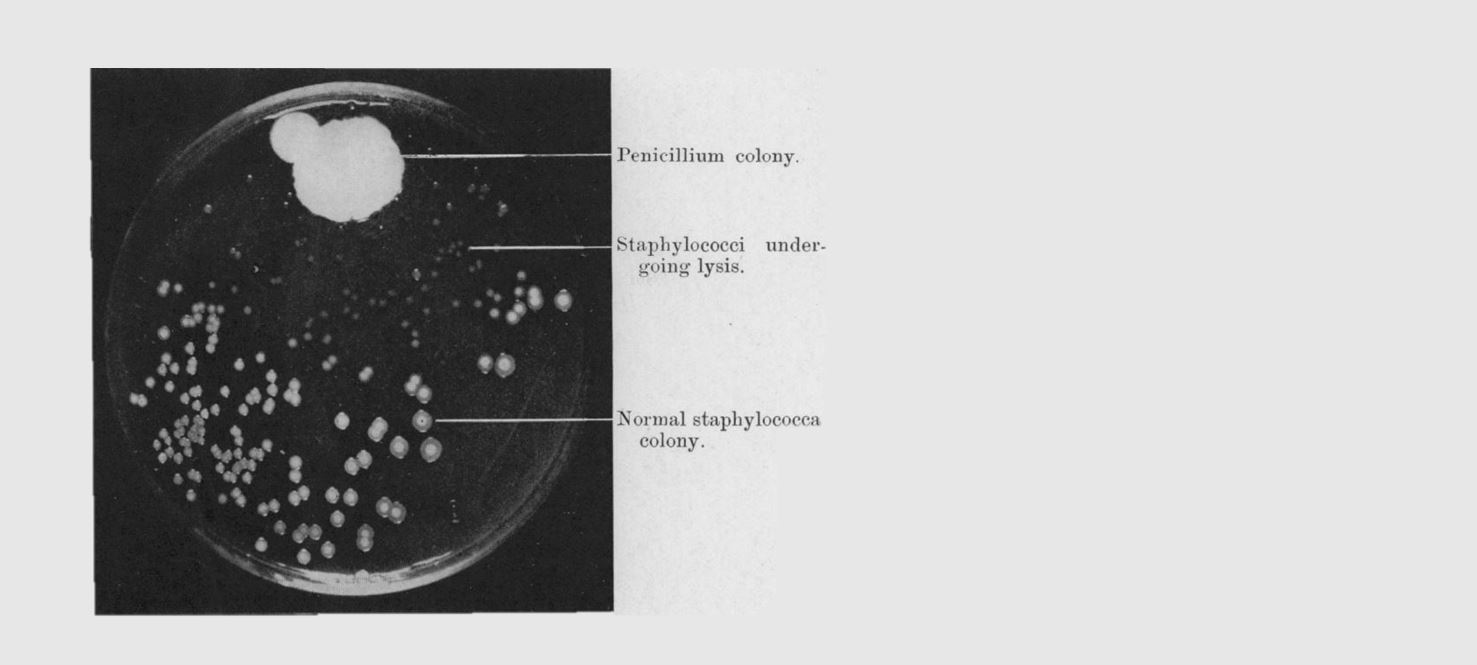 Penicillium colony.
Staphylococci under-
going lysis.
Normal staphylococca
colony.